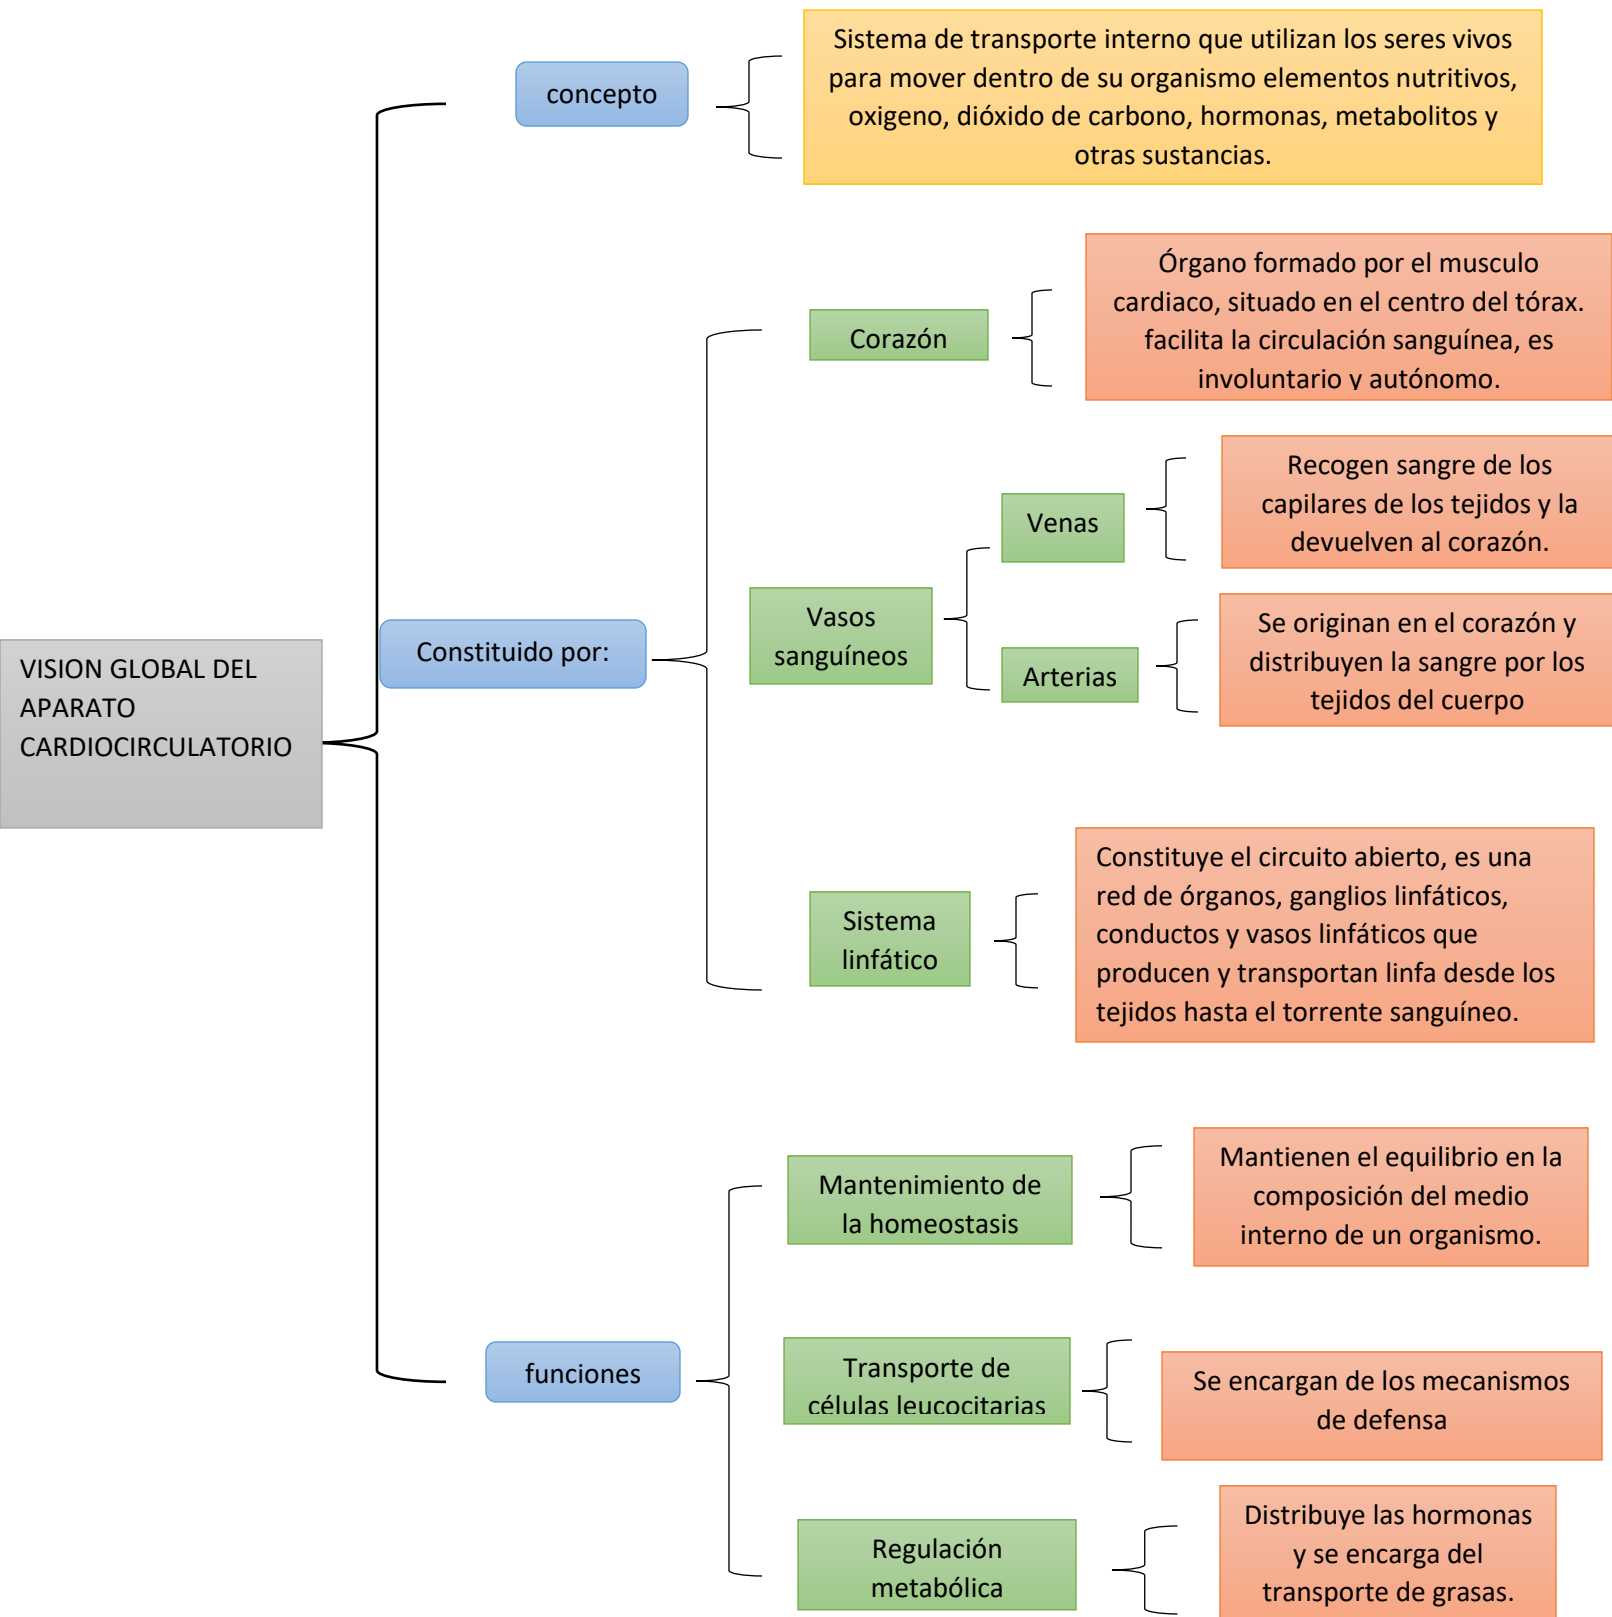 concepto
Sistema de transporte interno que utilizan los seres vivos
para mover dentro de su organismo elementos nutritivos,
oxigeno, dióxido de carbono, hormonas, metabolitos y
otras sustancias.
VISION GLOBAL DEL
APARATO
CARDIOCIRCULATORIO
Constituido por:
Corazón
Órgano formado por el musculo
cardiaco, situado en el centro del tórax.
facilita la circulación sanguínea, es
involuntario y autónomo.
Vasos
sanguíneos
Venas
Recogen sangre de los
capilares de los tejidos y la
devuelven al corazón.
Arterias
Se originan en el corazón y
distribuyen la sangre por los
tejidos del cuerpo
Sistema
linfático
Constituye el circuito abierto, es una
red de órganos, ganglios linfáticos,
conductos y vasos linfáticos que
producen y transportan linfa desde los
tejidos hasta el torrente sanguíneo.
funciones
Mantenimiento de
la homeostasis
Mantienen el equilibrio en la
composición del medio
interno de un organismo.
Transporte de
células leucocitarias
Se encargan de los mecanismos
de defensa
Regulación
metabólica
Distribuye las hormonas
y se encarga del
transporte de grasas.